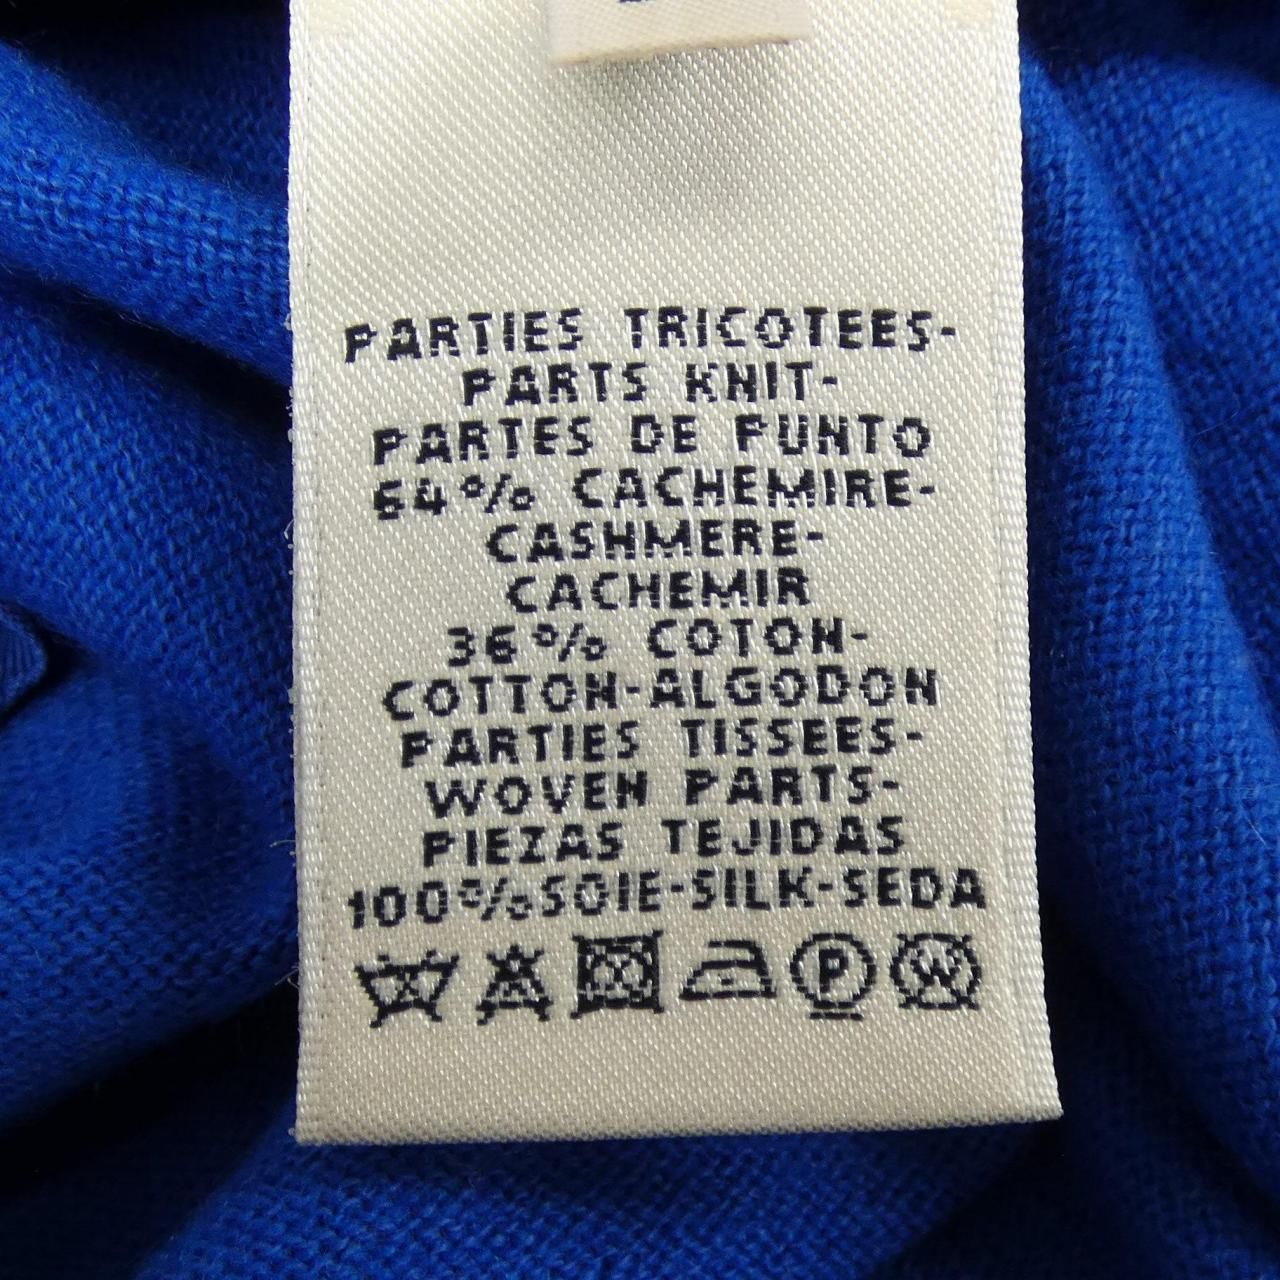 PARTIES TRICOTEES-
PARTS KNIT-
PARTES DE PUNTO
64% CACHEMIRE-
CASHMERE-
CACHEMIR
36% COTON-
COTTON-ALGODON
PARTIES TISSEES-
WOVEN PARTS-
PIEZAS TEJIDAS
100%SOIE-SILK-SEDA
P W